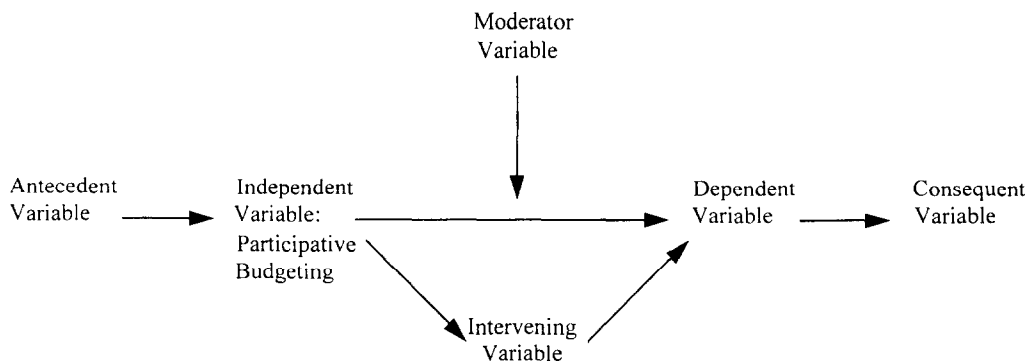 Moderator
Variable
Antecedent
Variable
Independent
Variable:
Participative
Budgeting
Dependent
Variable
Consequent
Variable
Intervening
Variable